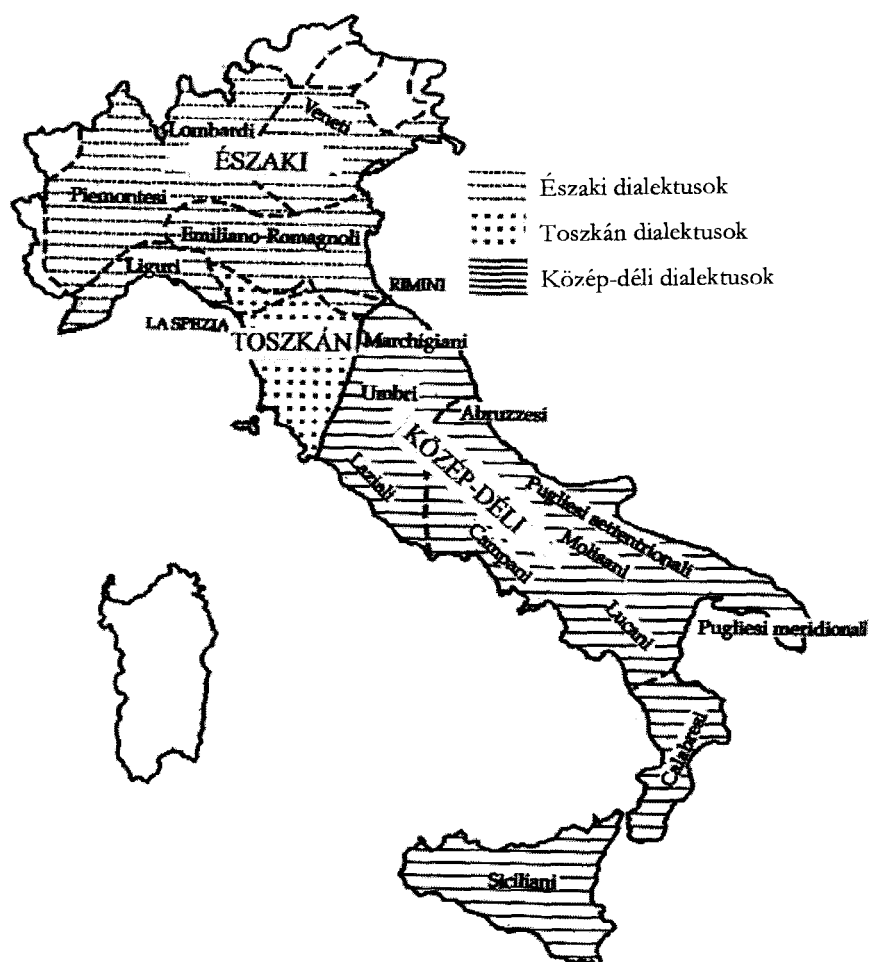 Veneti
Lombardi
ÉSZAKI
Északi dialektusok
Piemontesi
Toszkán dialektusok
Emiliano-Romagnoli
Liguri
Közép-déli dialektusok
RIMINI
LA SPEZIA
TOSZKÁN
Marchigiani
Umbri
Abruzzesi
KÖZÉP-DÉLI
Laziali
Pugliesi settentrionali
Molisani
Campani
Lucani
Pugliesi meridionali
Calabresi
Siciliani